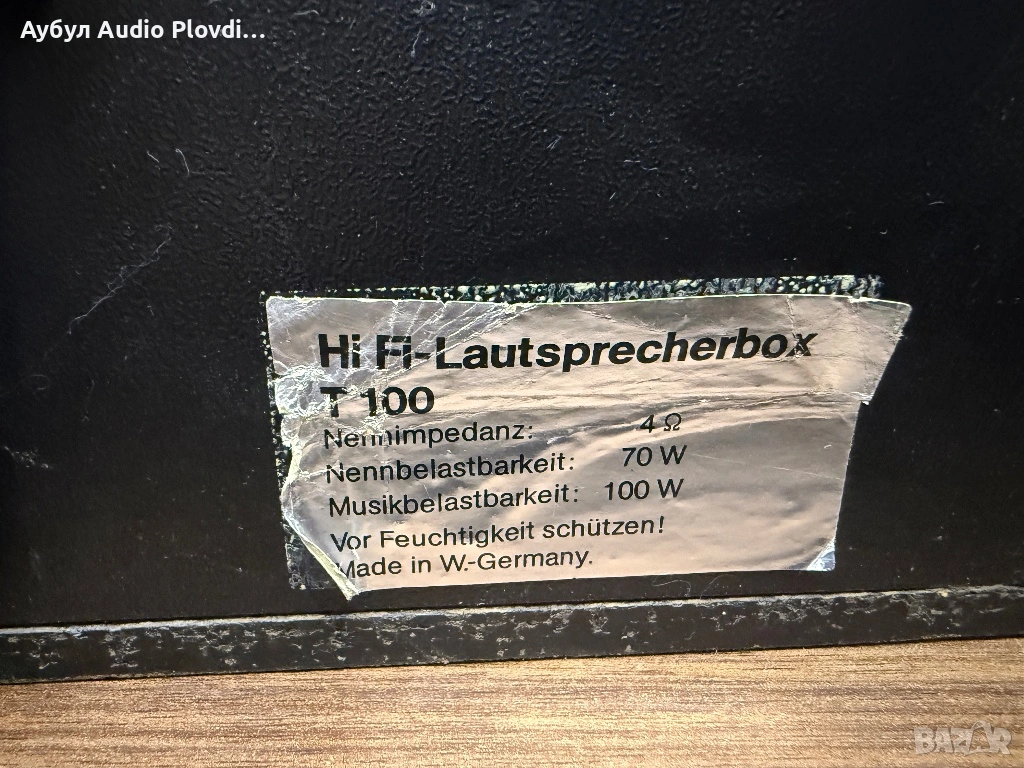 Аубул Audio Plovdi...
Hi Fi-Lautsprecherbox
T 100
Nennimpedanz: 4 Ω
Nennbelastbarkeit: 70 W
Musikbelastbarkeit: 100 W
Vor Feuchtigkeit schützen!
Made in W.-Germany.
BAZAR